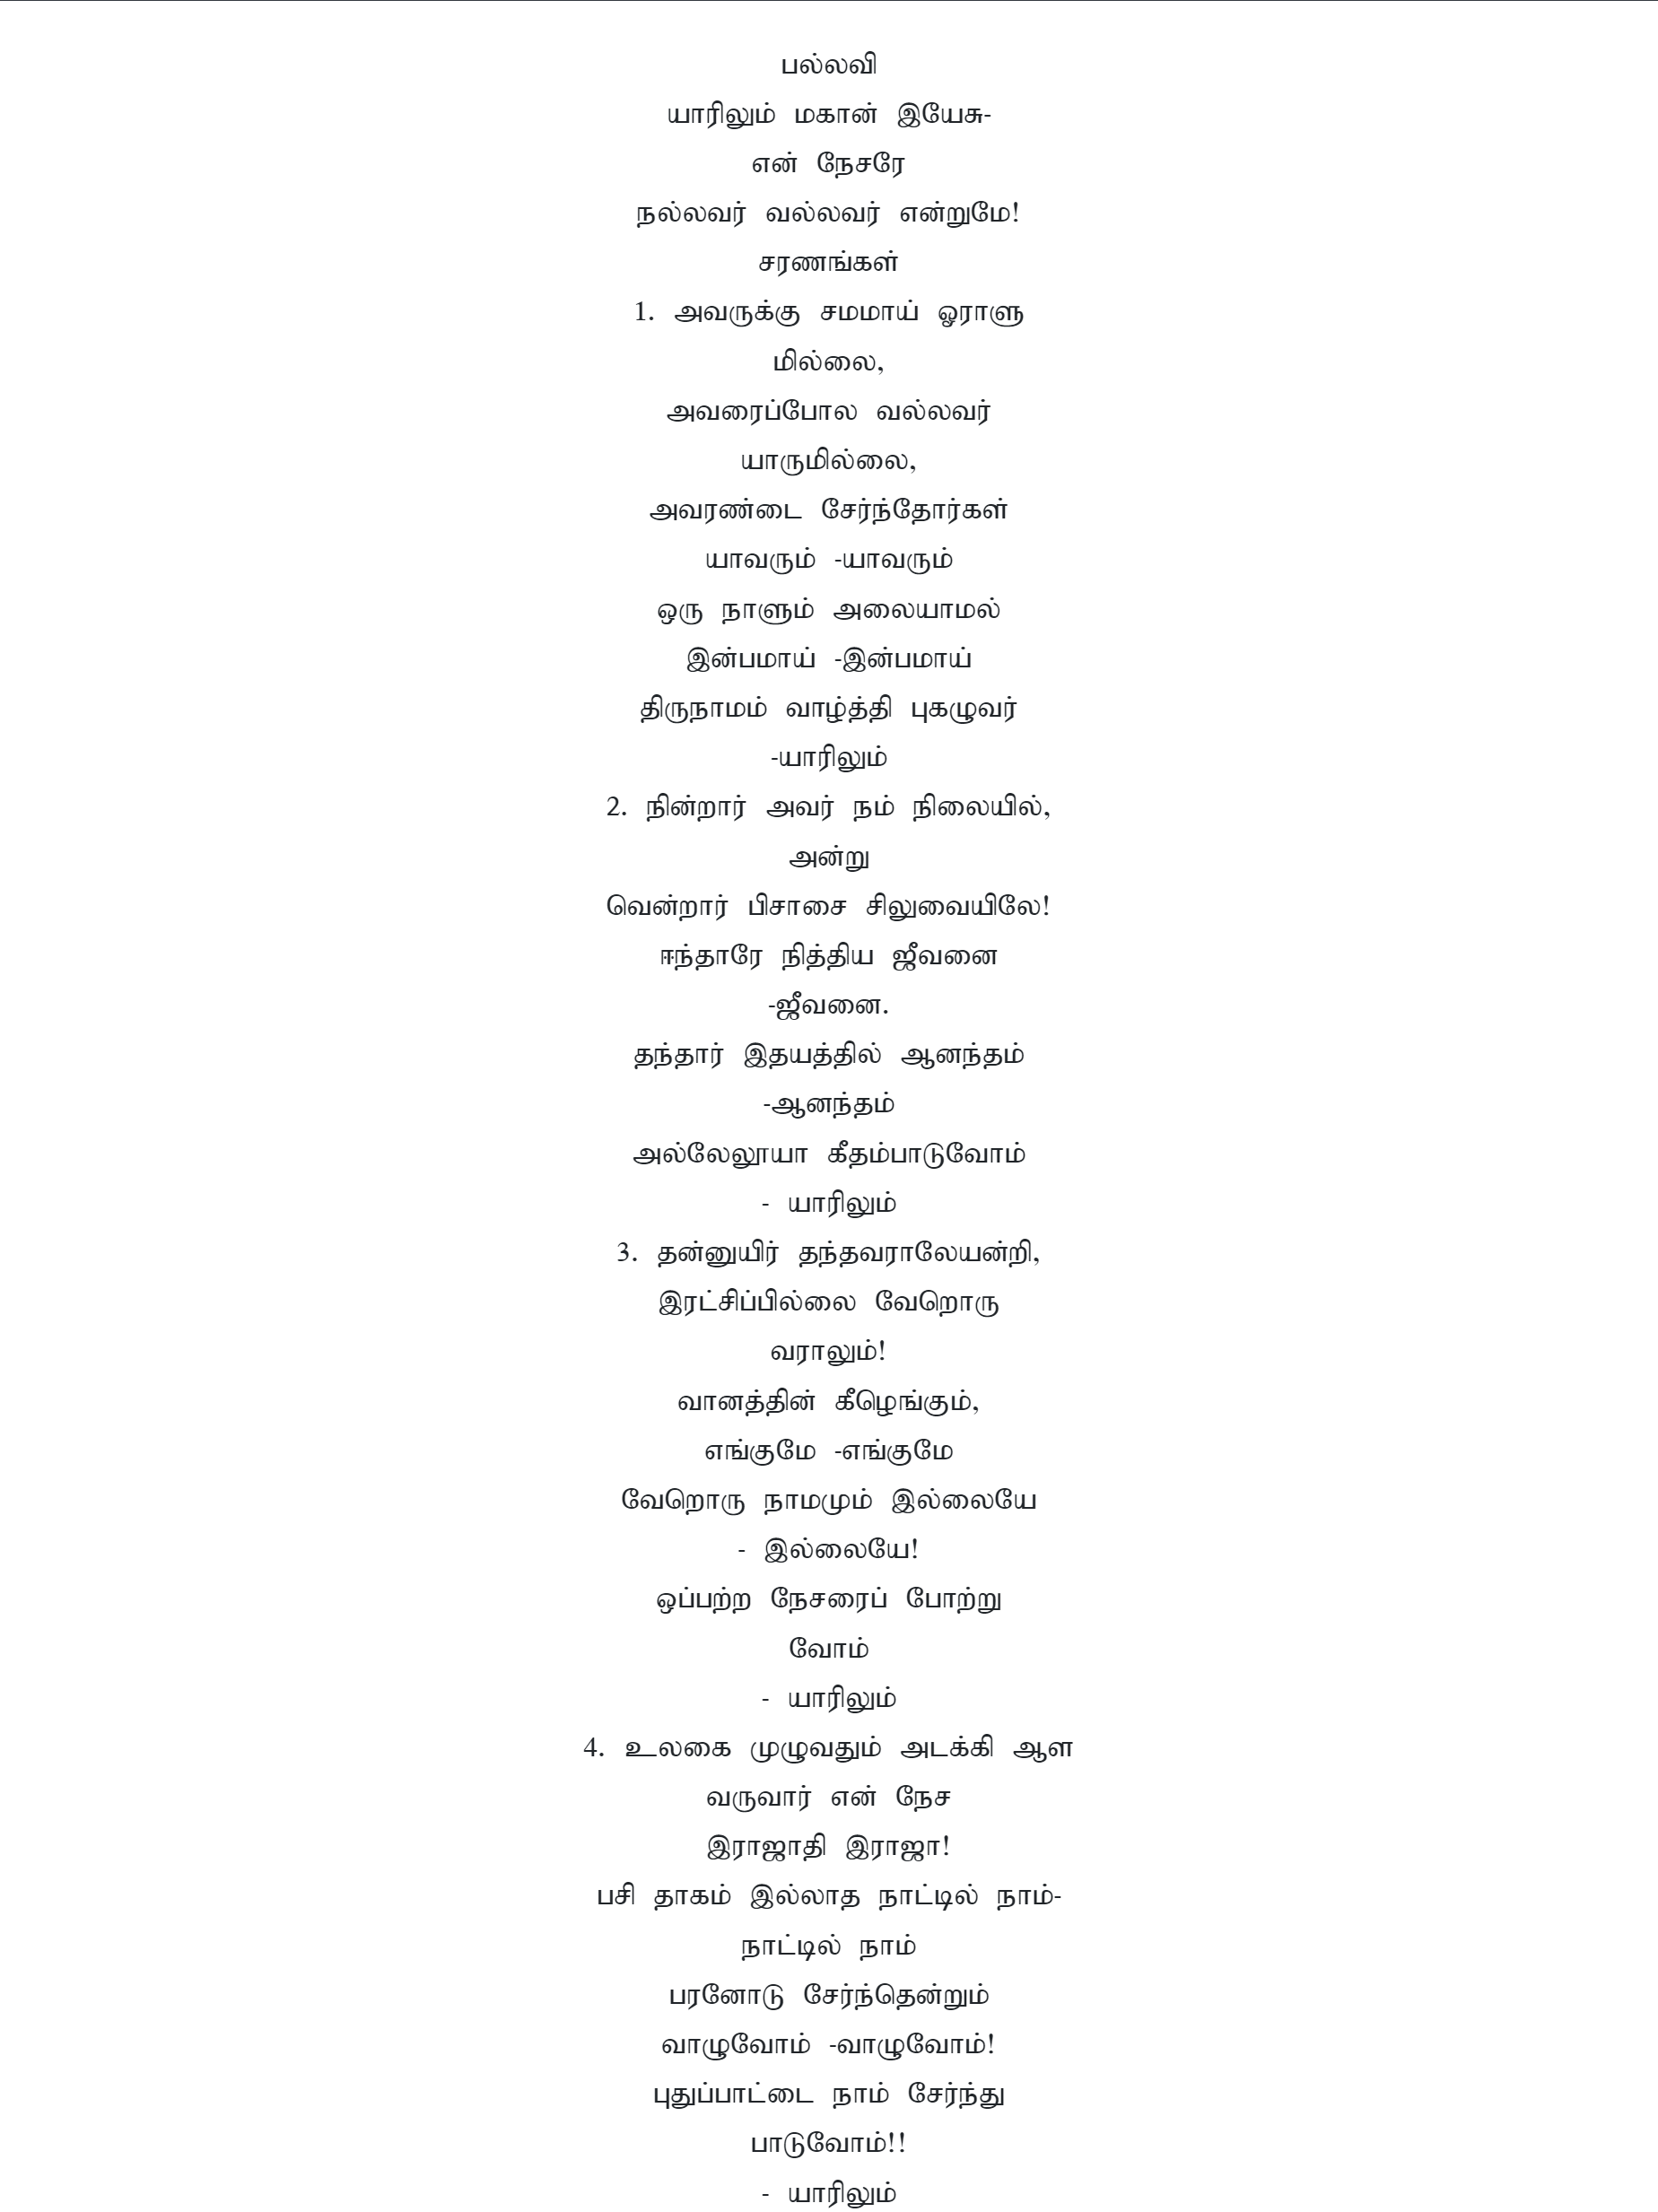 பல்லவி
யாரிலும் மகான் இயேசு-
என் நேசரே
நல்லவர் வல்லவர் என்றுமே!
சரணங்கள்
1. அவருக்கு சமமாய் ஓராளு
மில்லை,
அவரைப்போல வல்லவர்
யாருமில்லை,
அவரண்டை சேர்ந்தோர்கள்
யாவரும் -யாவரும்
ஒரு நாளும் அலையாமல்
இன்பமாய் -இன்பமாய்
திருநாமம் வாழ்த்தி புகழுவர்
-யாரிலும்
2. நின்றார் அவர் நம் நிலையில்,
அன்று
வென்றார் பிசாசை சிலுவையிலே!
ஈந்தாரே நித்திய ஜீவனை
-ஜீவனை.
தந்தார் இதயத்தில் ஆனந்தம்
-ஆனந்தம்
அல்லேலூயா கீதம்பாடுவோம்
- யாரிலும்
3. தன்னுயிர் தந்தவராலேயன்றி,
இரட்சிப்பில்லை வேறொரு
வராலும்!
வானத்தின் கீழெங்கும்,
எங்குமே -எங்குமே
வேறொரு நாமமும் இல்லையே
- இல்லையே!
ஒப்பற்ற நேசரைப் போற்று
வோம்
- யாரிலும்
4. உலகை முழுவதும் அடக்கி ஆள
வருவார் என் நேச
இராஜாதி இராஜா!
பசி தாகம் இல்லாத நாட்டில் நாம்-
நாட்டில் நாம்
பரனோடு சேர்ந்தென்றும்
வாழுவோம் -வாழுவோம்!
புதுப்பாட்டை நாம் சேர்ந்து
பாடுவோம்!!
- யாரிலும்